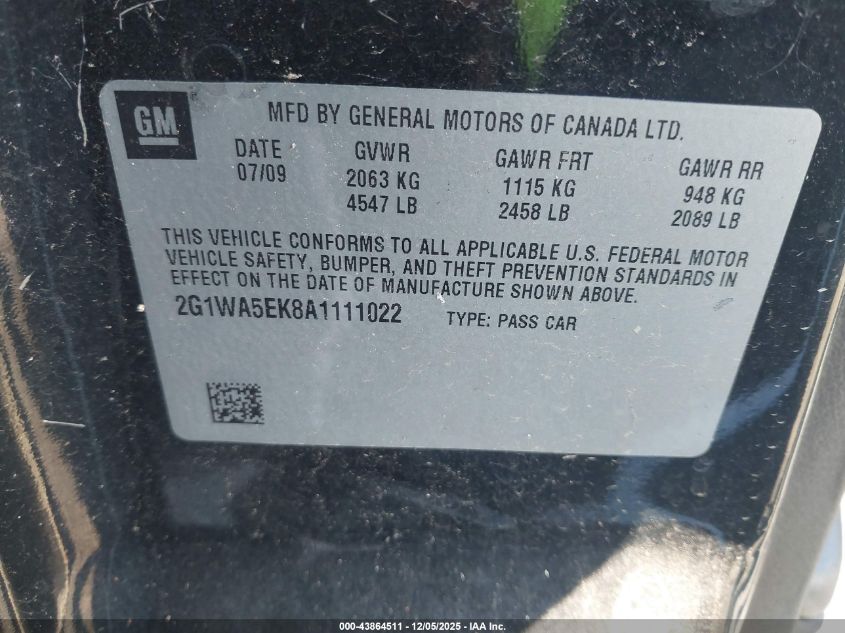 GM
MFD BY GENERAL MOTORS OF CANADA LTD.
DATE GVWR GAWR FRT GAWR RR
07/09 2063 KG 1115 KG 948 KG
4547 LB 2458 LB 2089 LB
THIS VEHICLE CONFORMS TO ALL APPLICABLE U.S. FEDERAL MOTOR
VEHICLE SAFETY, BUMPER, AND THEFT PREVENTION STANDARDS IN
EFFECT ON THE DATE OF MANUFACTURE SHOWN ABOVE.
2G1WA5EK8A1111022 TYPE: PASS CAR
000-43864511 - 12/05/2025 - IAA Inc.